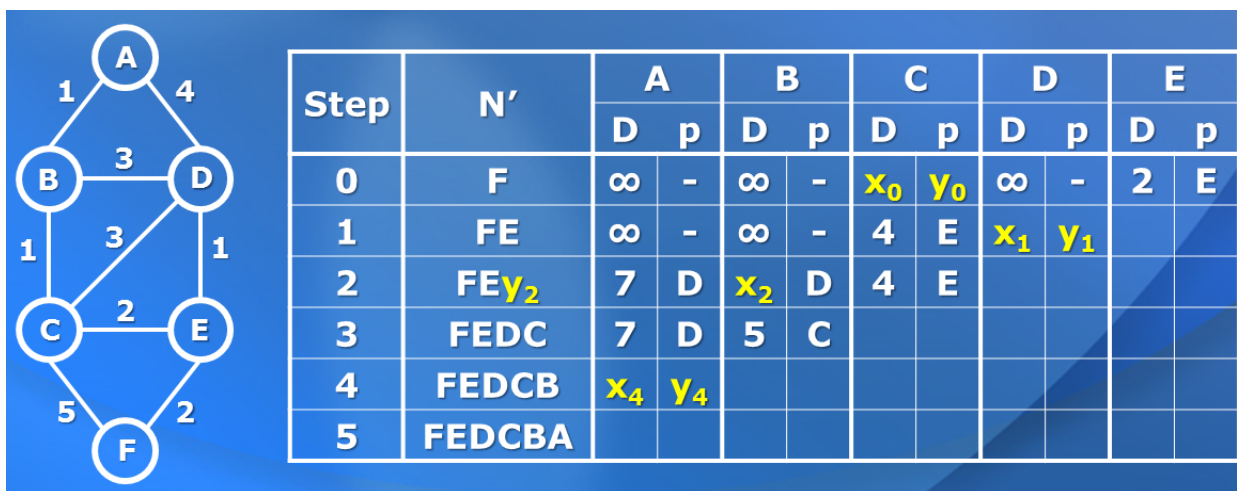 A
1 4
B 3 D
1 3 1
C 2 E
5 2
F
Step N′ A B C D E
D p D p D p D p D p
0 F ∞ - ∞ - x₀ y₀ ∞ - 2 E
1 FE ∞ - ∞ - 4 E x₁ y₁
2 FEy₂ 7 D x₂ D 4 E
3 FEDC 7 D 5 C
4 FEDCB x₄ y₄
5 FEDCBA